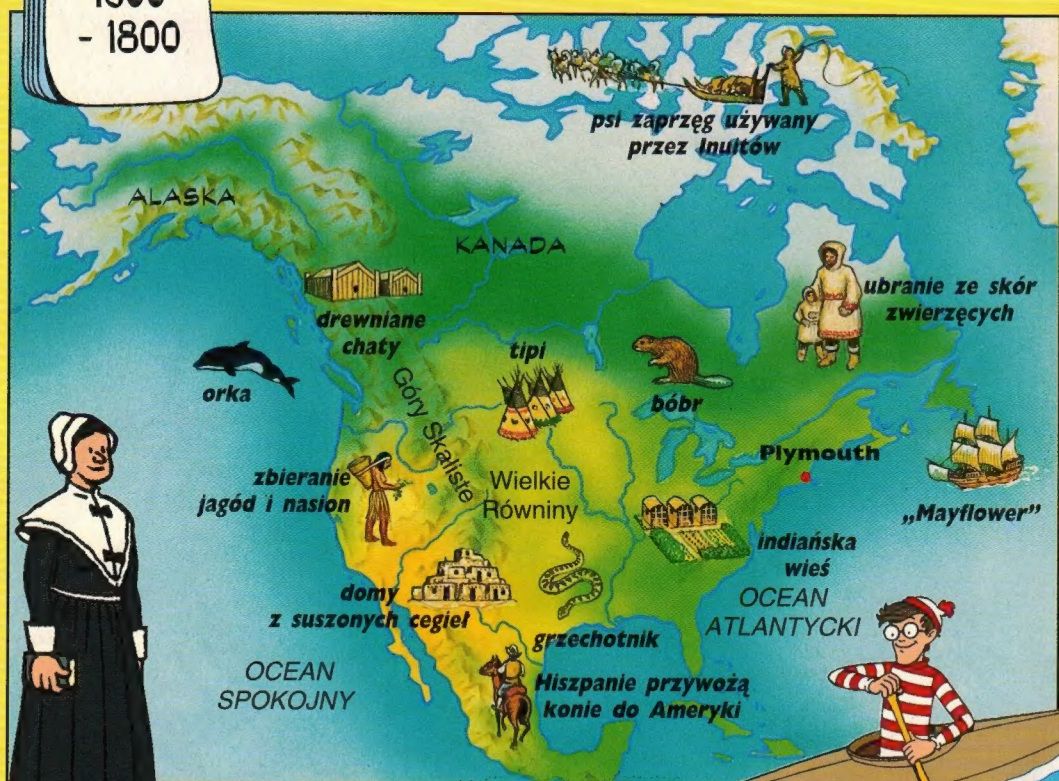 - 1800
psi zaprzęg używany
przez Inuitów
ALASKA
KANADA
ubranie ze skór
zwierzęcych
drewniane
chaty
tipi
orka
bóbr
Góry Skaliste
Plymouth
zbieranie
jagód i nasion
Wielkie
Równiny
„Mayflower”
indiańska
wieś
domy
z suszonych cegieł
OCEAN
ATLANTYCKI
grzechotnik
OCEAN
SPOKOJNY
Hiszpanie przywożą
konie do Ameryki